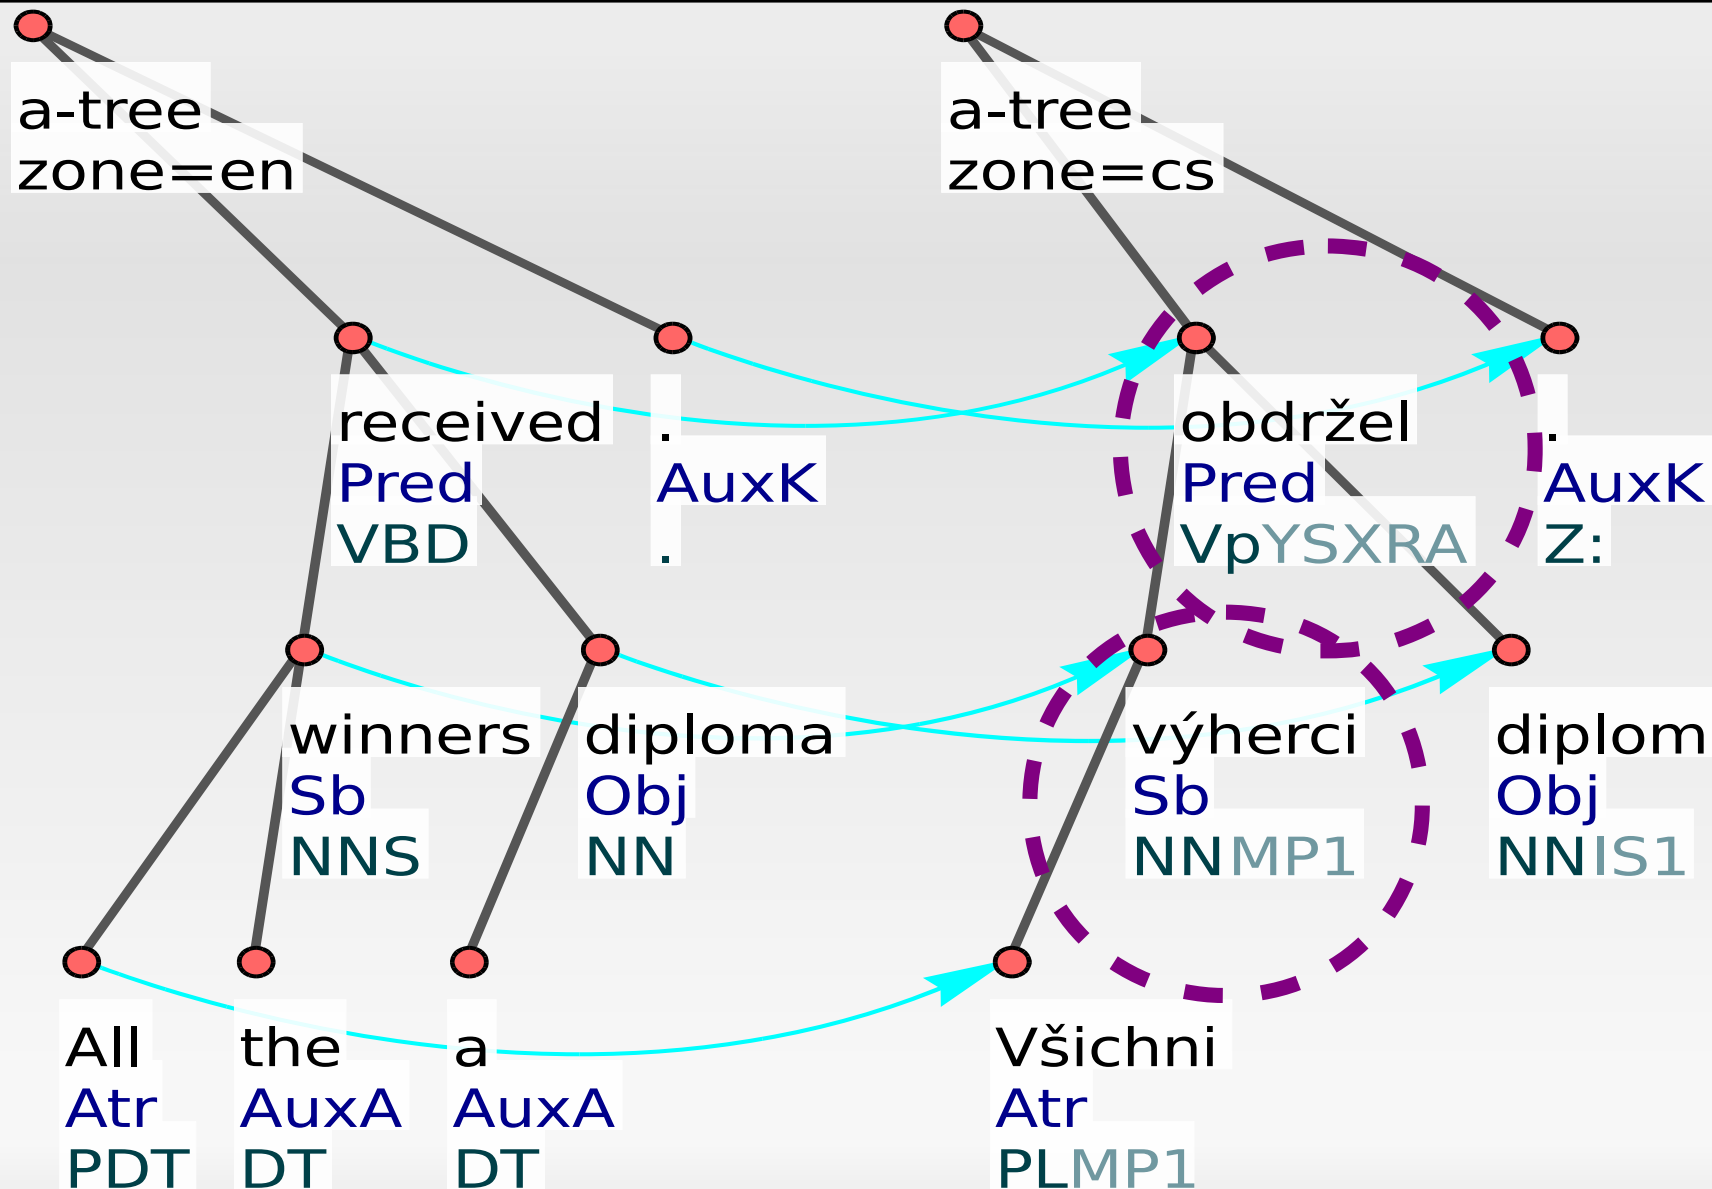 a-tree
zone=en
a-tree
zone=cs
received
Pred
VBD
.
AuxK
.
obdržel
Pred
VpYSXRA
.
AuxK
Z:
winners
Sb
NNS
diploma
Obj
NN
výherci
Sb
NNMP1
diplom
Obj
NNIS1
All
Atr
PDT
the
AuxA
DT
a
AuxA
DT
Všichni
Atr
PLMP1